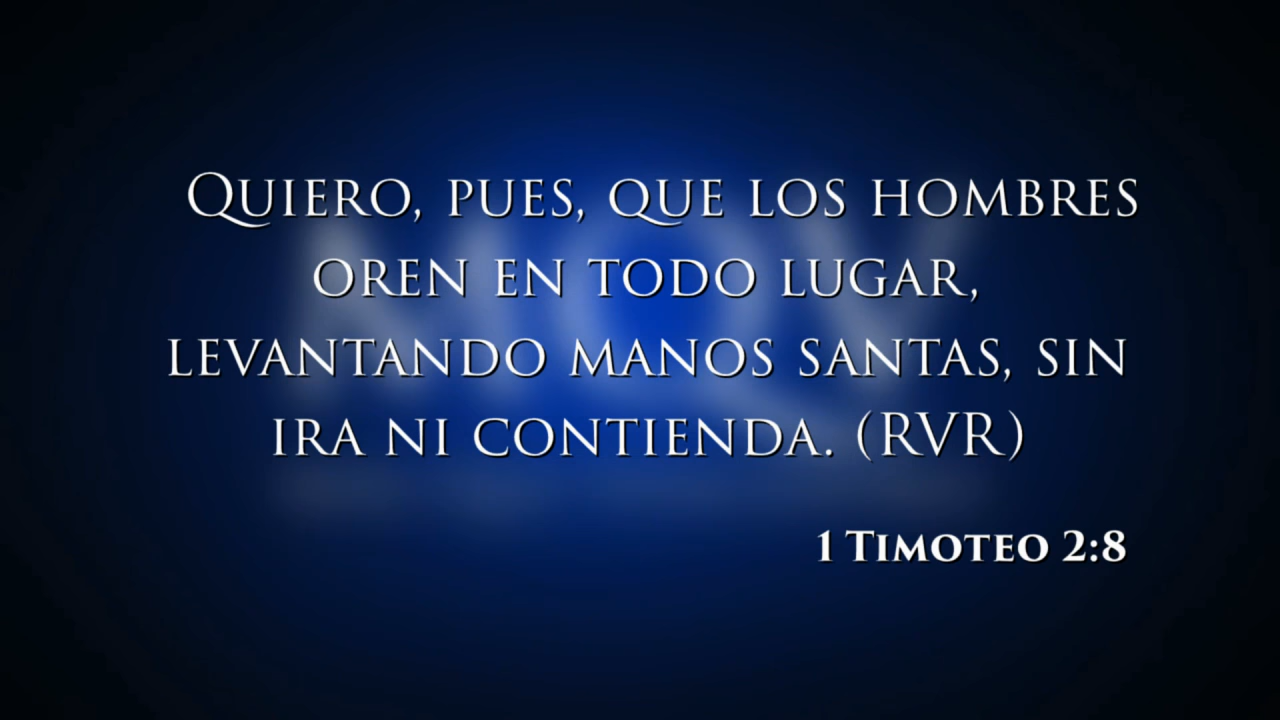 Quiero, pues, que los hombres
oren en todo lugar,
levantando manos santas, sin
ira ni contienda. (RVR)
1 Timoteo 2:8